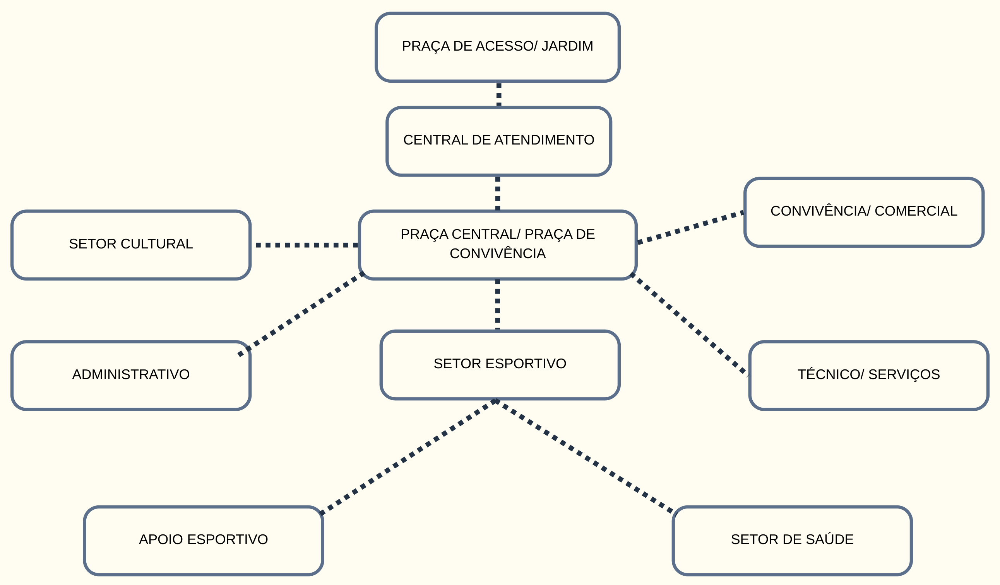 PRAÇA DE ACESSO/ JARDIM
CENTRAL DE ATENDIMENTO
CONVIVÊNCIA/ COMERCIAL
SETOR CULTURAL
PRAÇA CENTRAL/ PRAÇA DE
CONVIVÊNCIA
ADMINISTRATIVO
SETOR ESPORTIVO
TÉCNICO/ SERVIÇOS
APOIO ESPORTIVO
SETOR DE SAÚDE